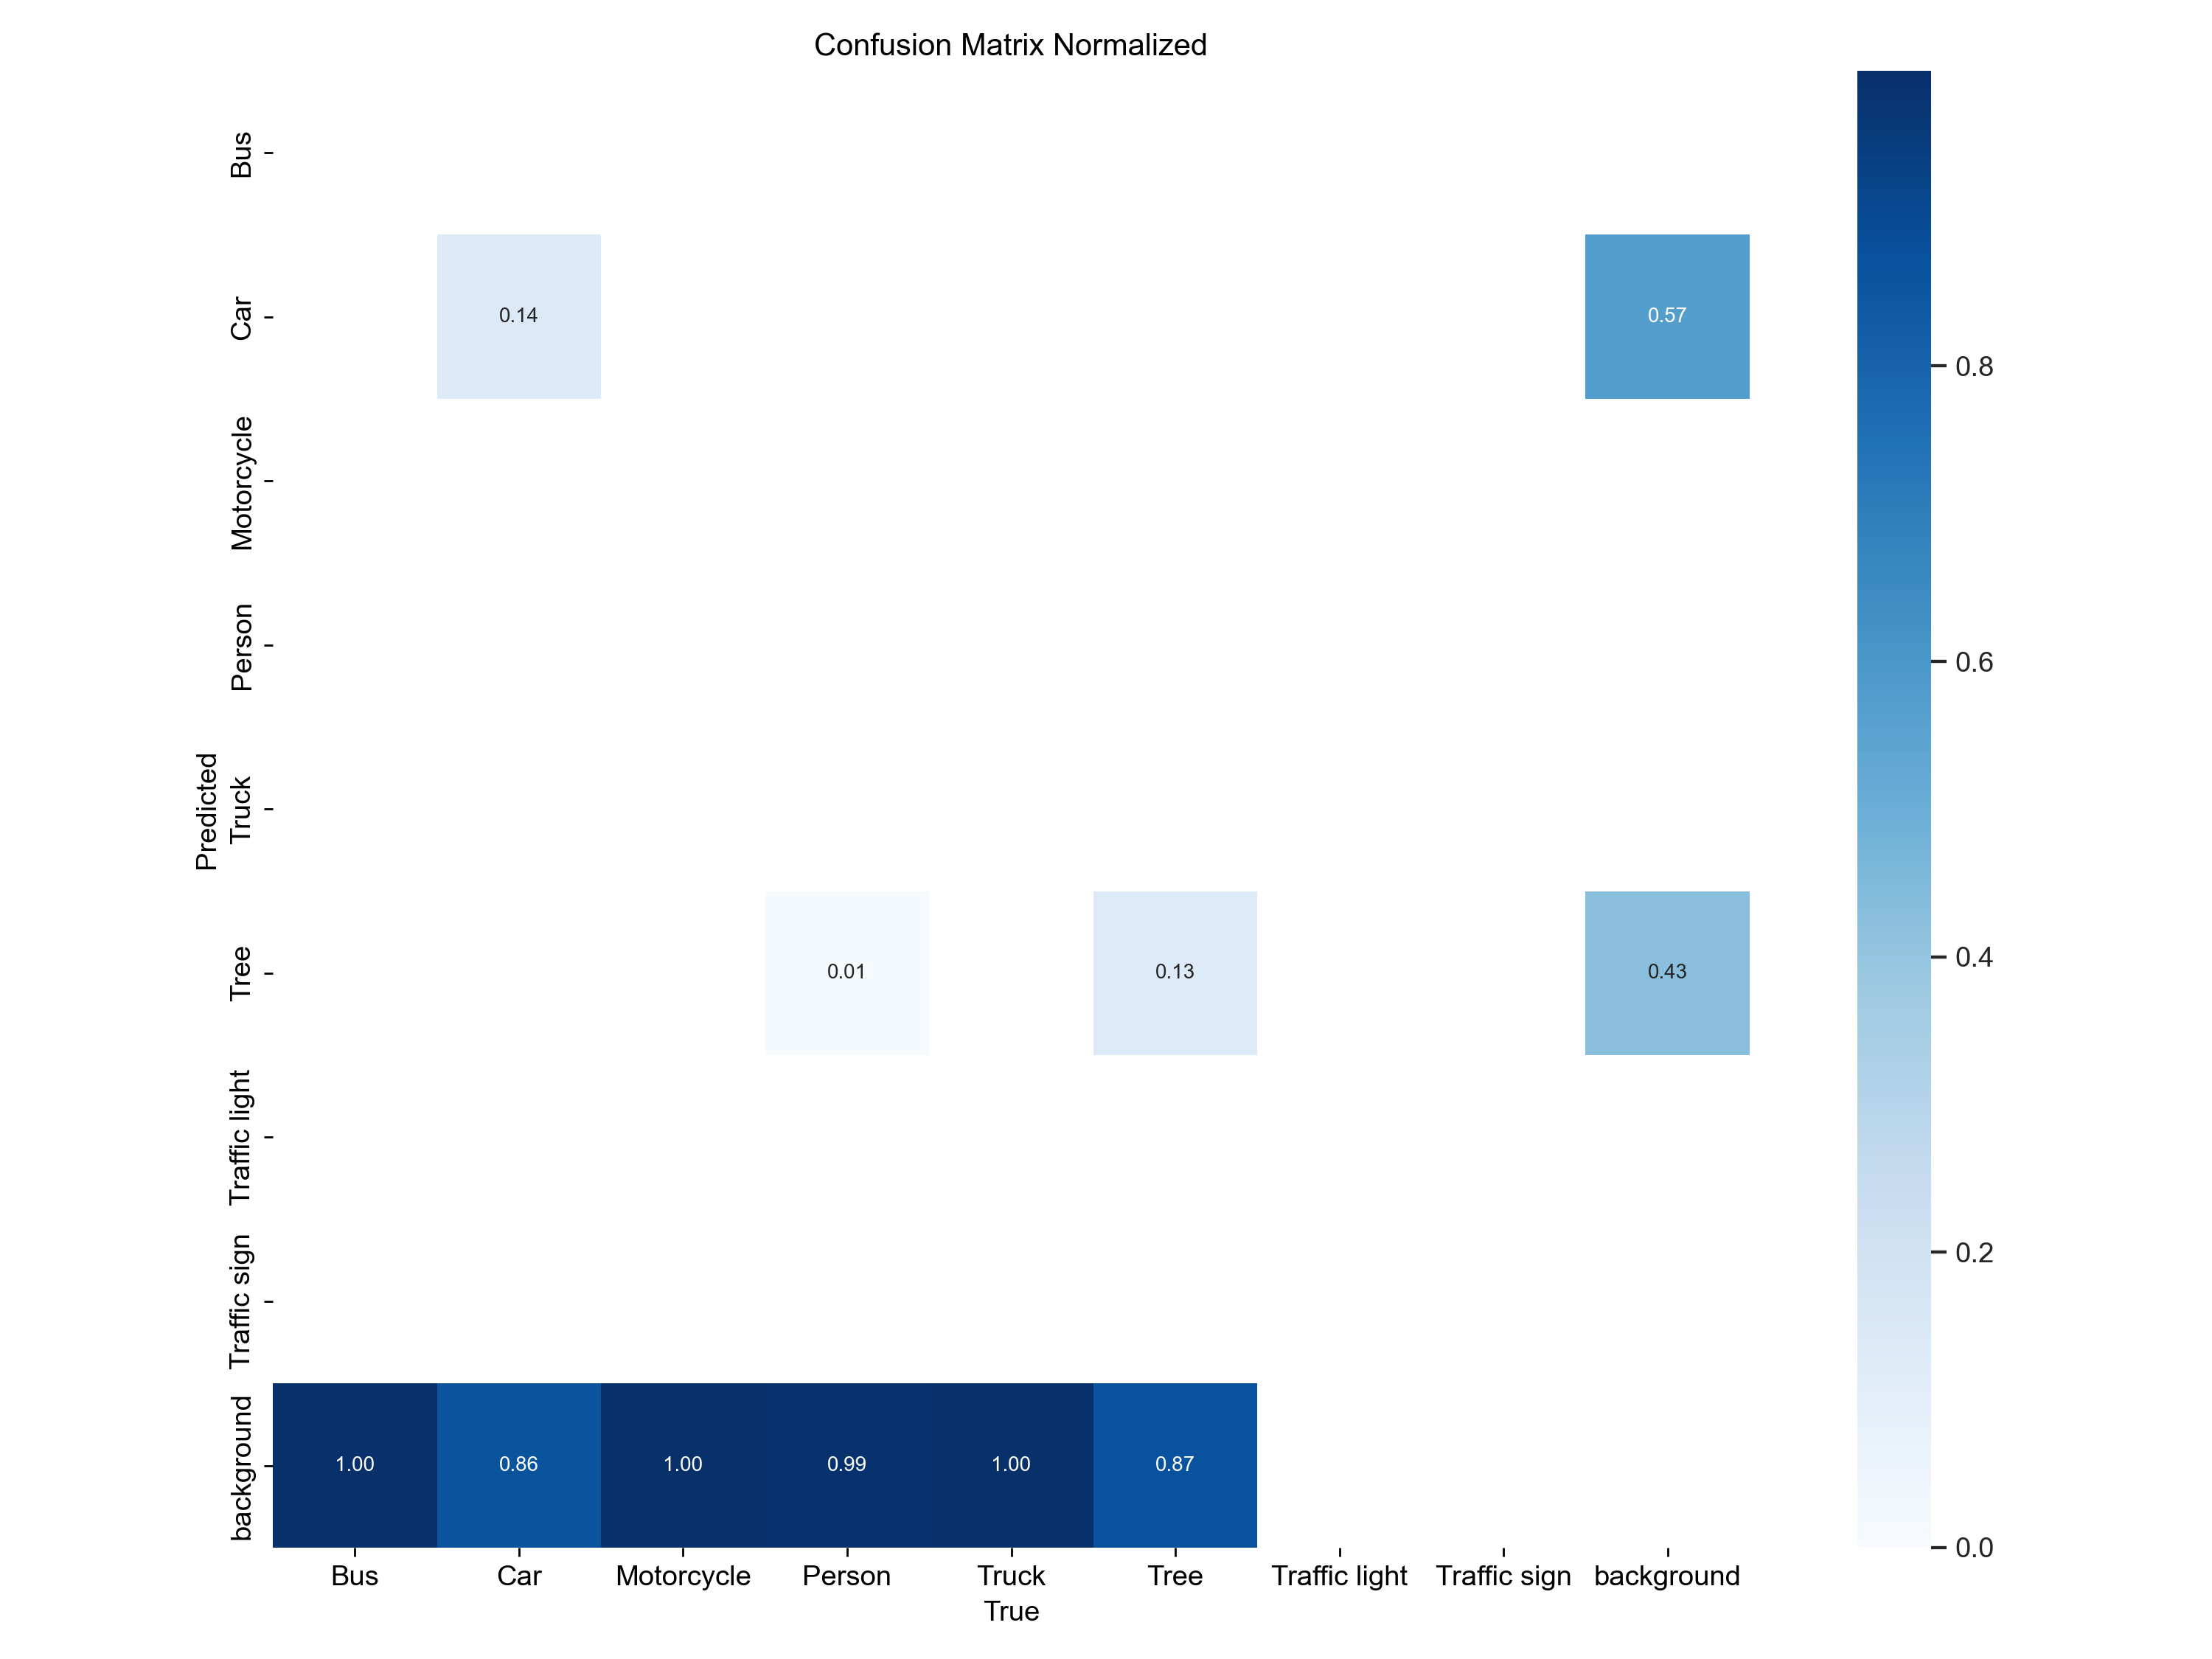 Confusion Matrix Normalized
Bus
Car
0.14
0.57
0.8
Motorcycle
Person
0.6
Predicted
Truck
Tree
0.01
0.13
0.43
0.4
Traffic light
Traffic sign
0.2
background
1.00
0.86
1.00
0.99
1.00
0.87
0.0
Bus Car Motorcycle Person Truck Tree Traffic light Traffic sign background
True